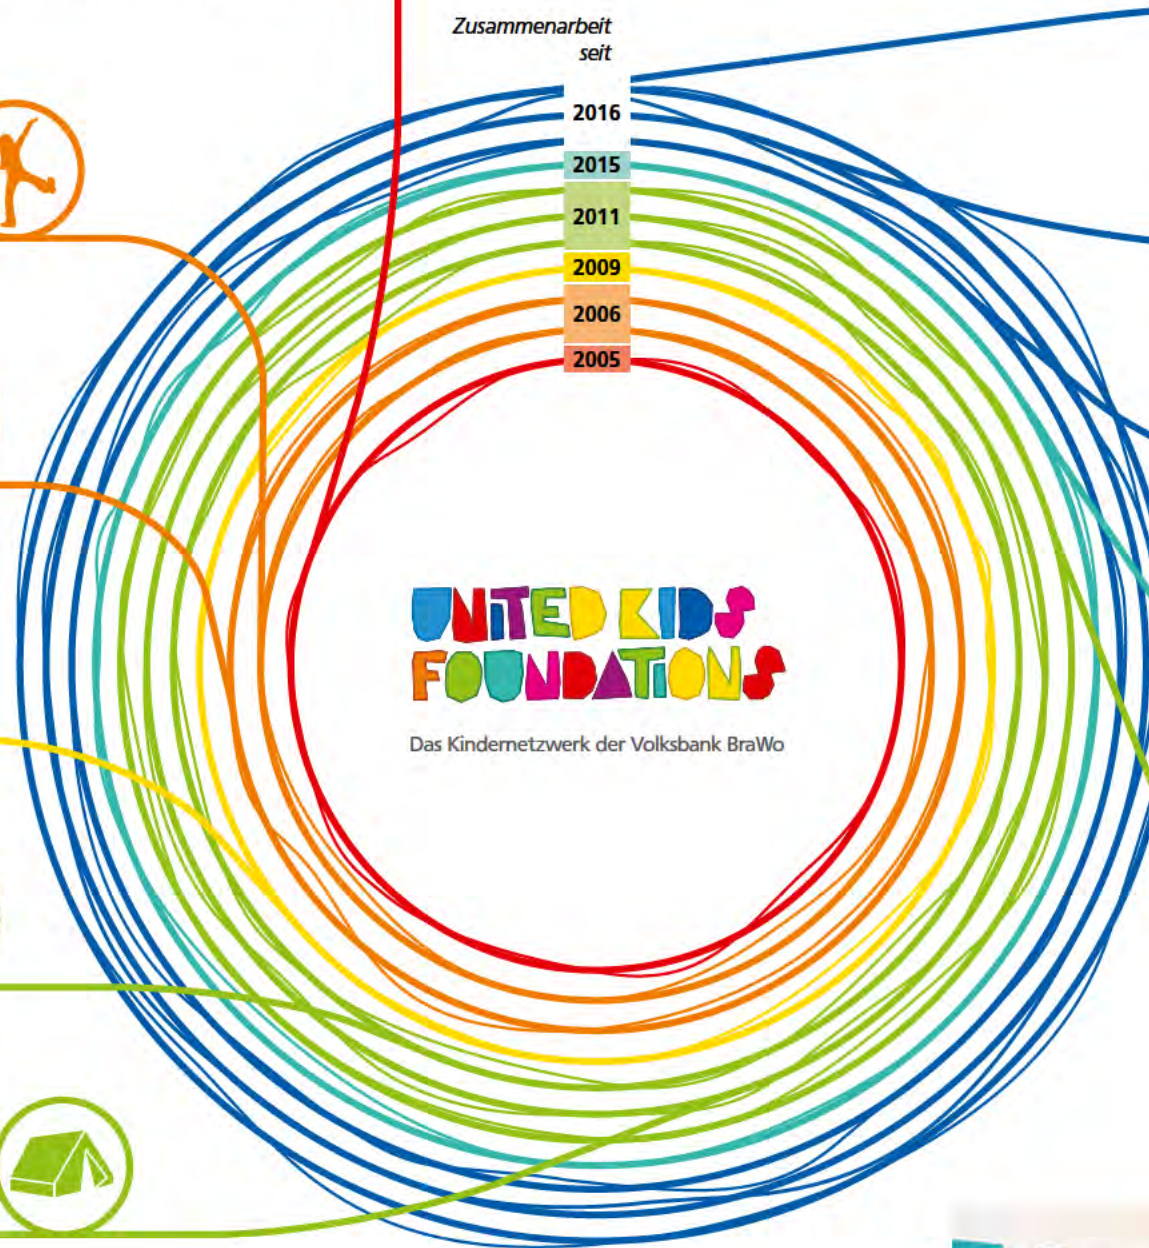 Zusammenarbeit
seit
2016
2015
2011
2009
2006
2005
UNiTED KIDS
FOUNDATiONS
Das Kindernetzwerk der Volksbank BraWo